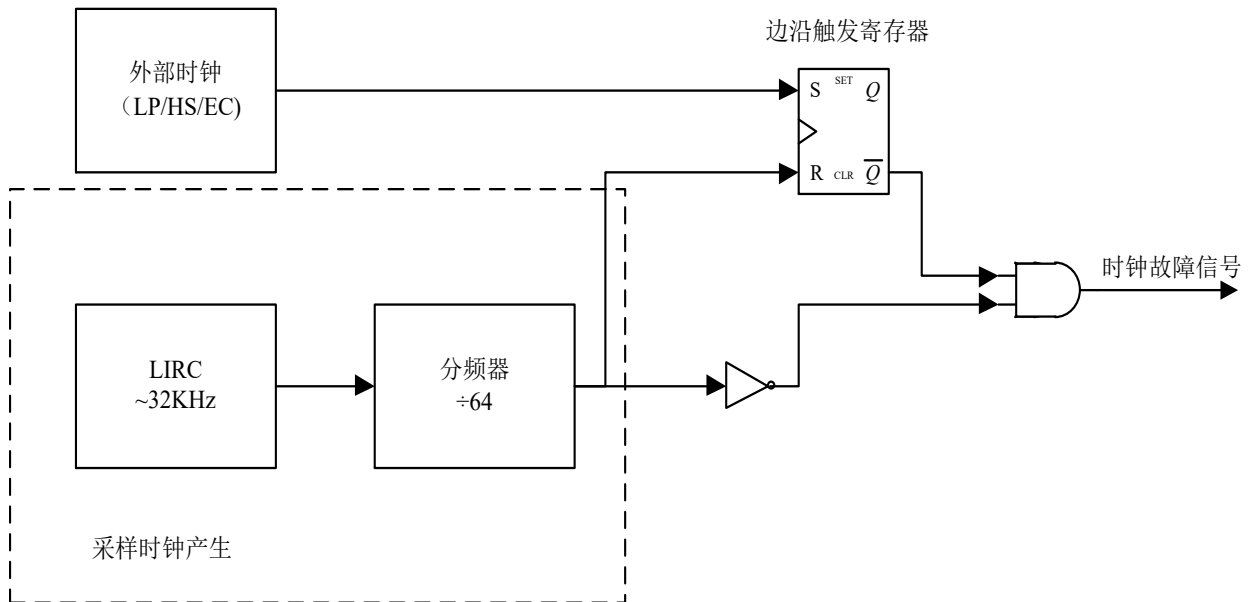 边沿触发寄存器
外部时钟
（LP/HS/EC)
S SET Q
R CLR Q̅
时钟故障信号
LIRC
~32KHz
分频器
÷64
采样时钟产生